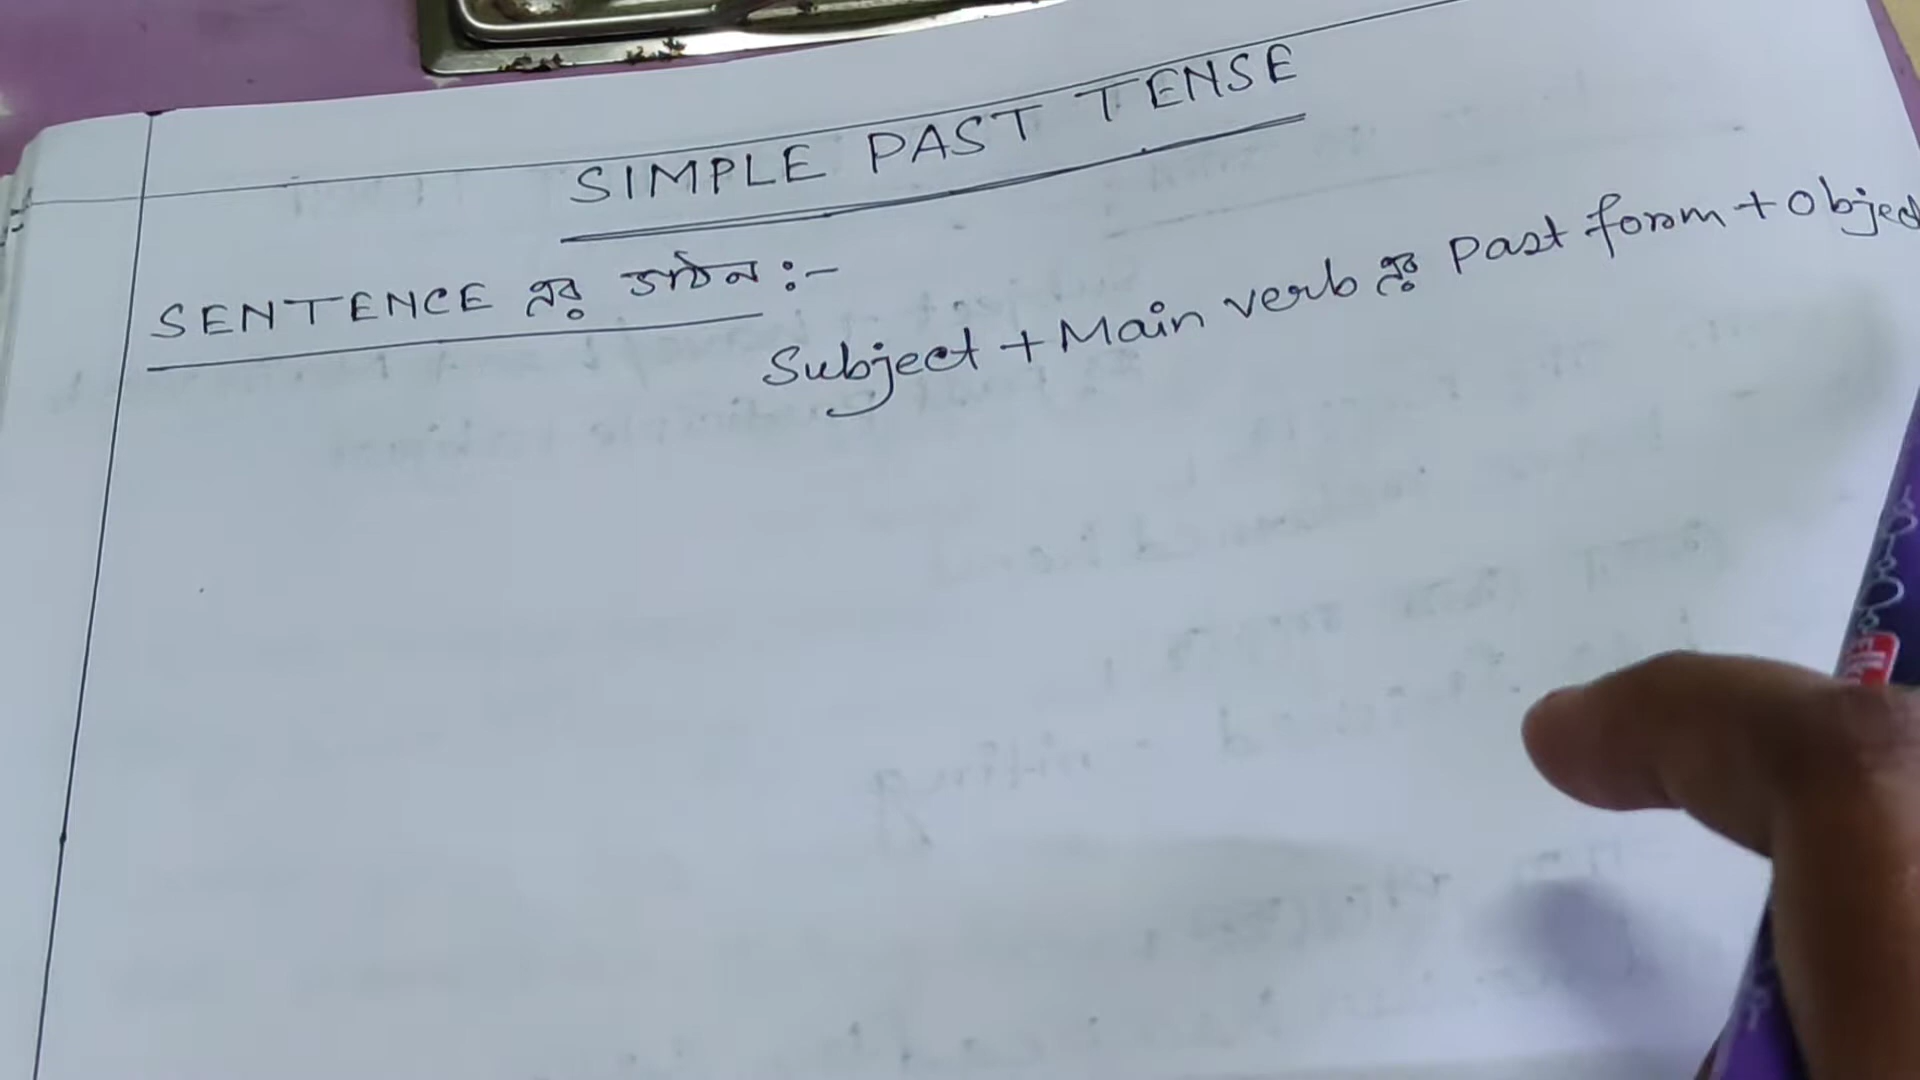 SIMPLE PAST TENSE
SENTENCE এর গঠন :-
Subject + Main verb এর Past form + Objec